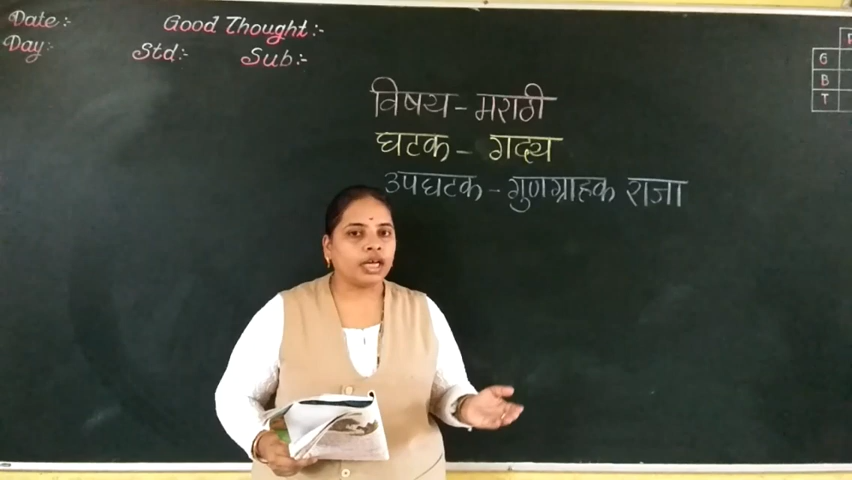 Date:- Good Thought:-
Day:- Std:- Sub:-
विषय - मराठी
घटक - गद्य
उपघटक - गुणग्राहक राजा
G
B
T